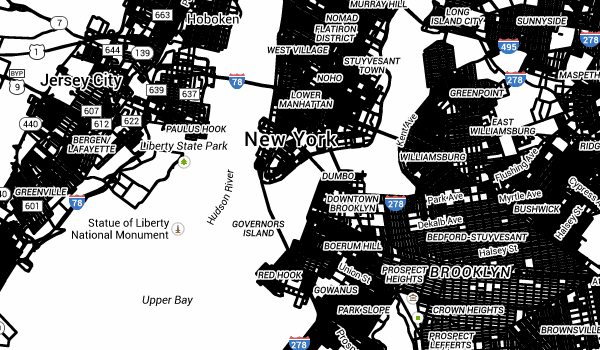 MURRAY HILL
663
Hoboken
NOMAD
FLATIRON
DISTRICT
LONG
ISLAND CITY
SUNNYSIDE
7
1
644
139
WEST VILLAGE
495
278
STUYVESANT
TOWN
BYP
9
Jersey City
78
NOHO
278
MASPETH
639
637
LOWER
MANHATTAN
GREENPOINT
607
612
622
440
PAULUS HOOK
New York
Kent Ave
EAST
WILLIAMSBURG
BERGEN/
LAFAYETTE
Liberty State Park
WILLIAMSBURG
RIDG
Flushing Ave
GREENVILLE
40
601
78
Hudson River
DUMBO
DOWNTOWN
BROOKLYN
278
Park Ave
Myrtle Ave
Cypress
BUSHWICK
Statue of Liberty
National Monument
GOVERNORS
ISLAND
Dekalb Ave
BEDFORD-STUYVESANT
Halsey St
Halsey St
BOERUM HILL
RED HOOK
Union St
PROSPECT
HEIGHTS
BROOKLYN
GOWANUS
Upper Bay
PARK SLOPE
CROWN HEIGHTS
BROWNSVILLE
278
Prosp
PROSPECT
LEFFERTS